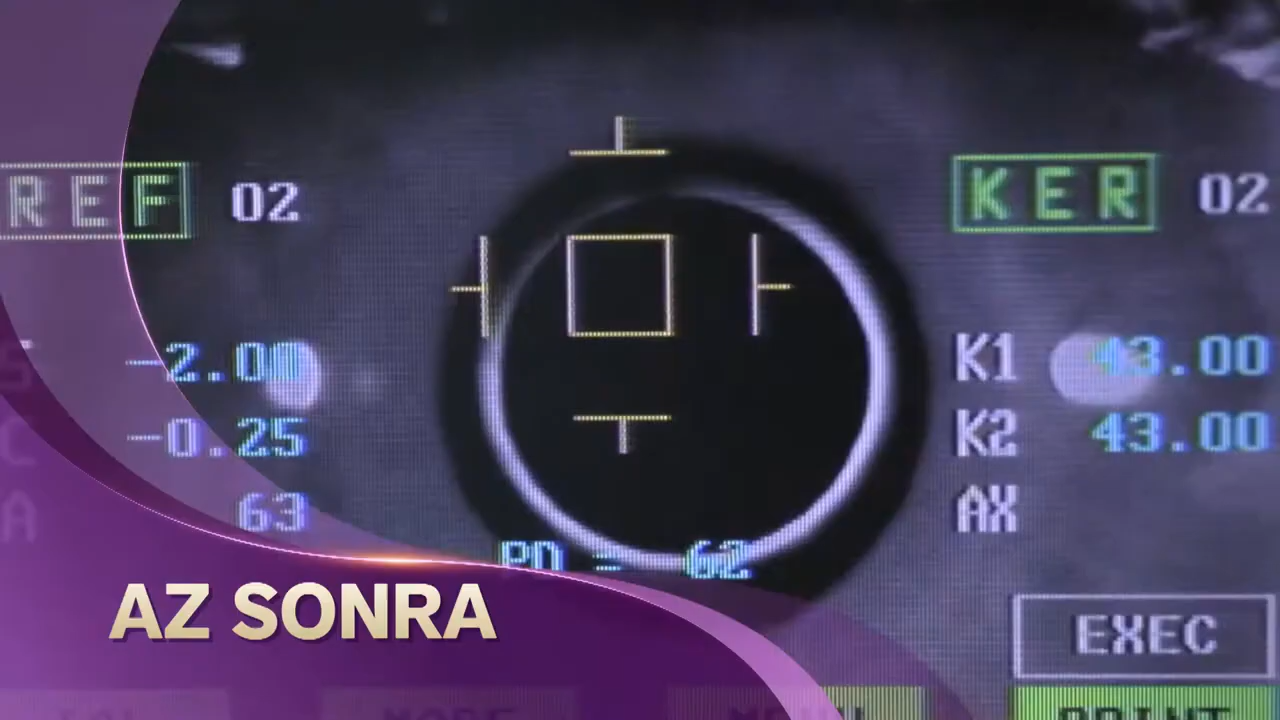 REF 02
KER 02
S -2.00
K1 43.00
C -0.25
K2 43.00
A 63
AX
PD = 62
AZ SONRA
EXEC
PRINT